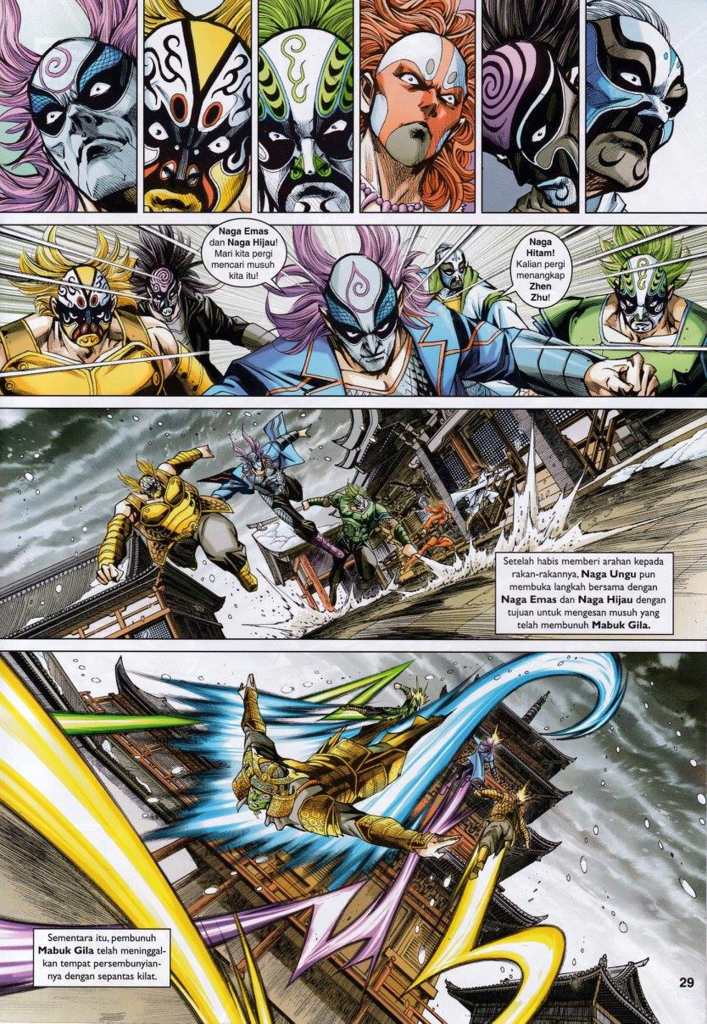 Naga Emas
dan Naga Hijau!
Mari kita pergi
mencari musuh
kita itu!
Naga
Hitam!
Kalian pergi
menangkap
Zhen
Zhu!
Setelah habis memberi arahan kepada
rakan-rakannya, Naga Ungu pun
membuka langkah bersama dengan
Naga Emas dan Naga Hijau dengan
tujuan untuk mengesan musuh yang
telah membunuh Mabuk Gila.
Sementara itu, pembunuh
Mabuk Gila telah meninggal-
kan tempat persembunyian-
nya dengan sepantas kilat.
29